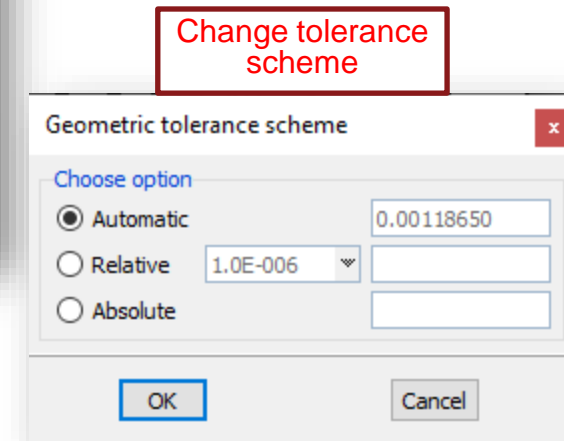 Change tolerance
scheme
Geometric tolerance scheme
x
Choose option
Automatic 0.00118650
Relative 1.0E-006
Absolute
OK Cancel